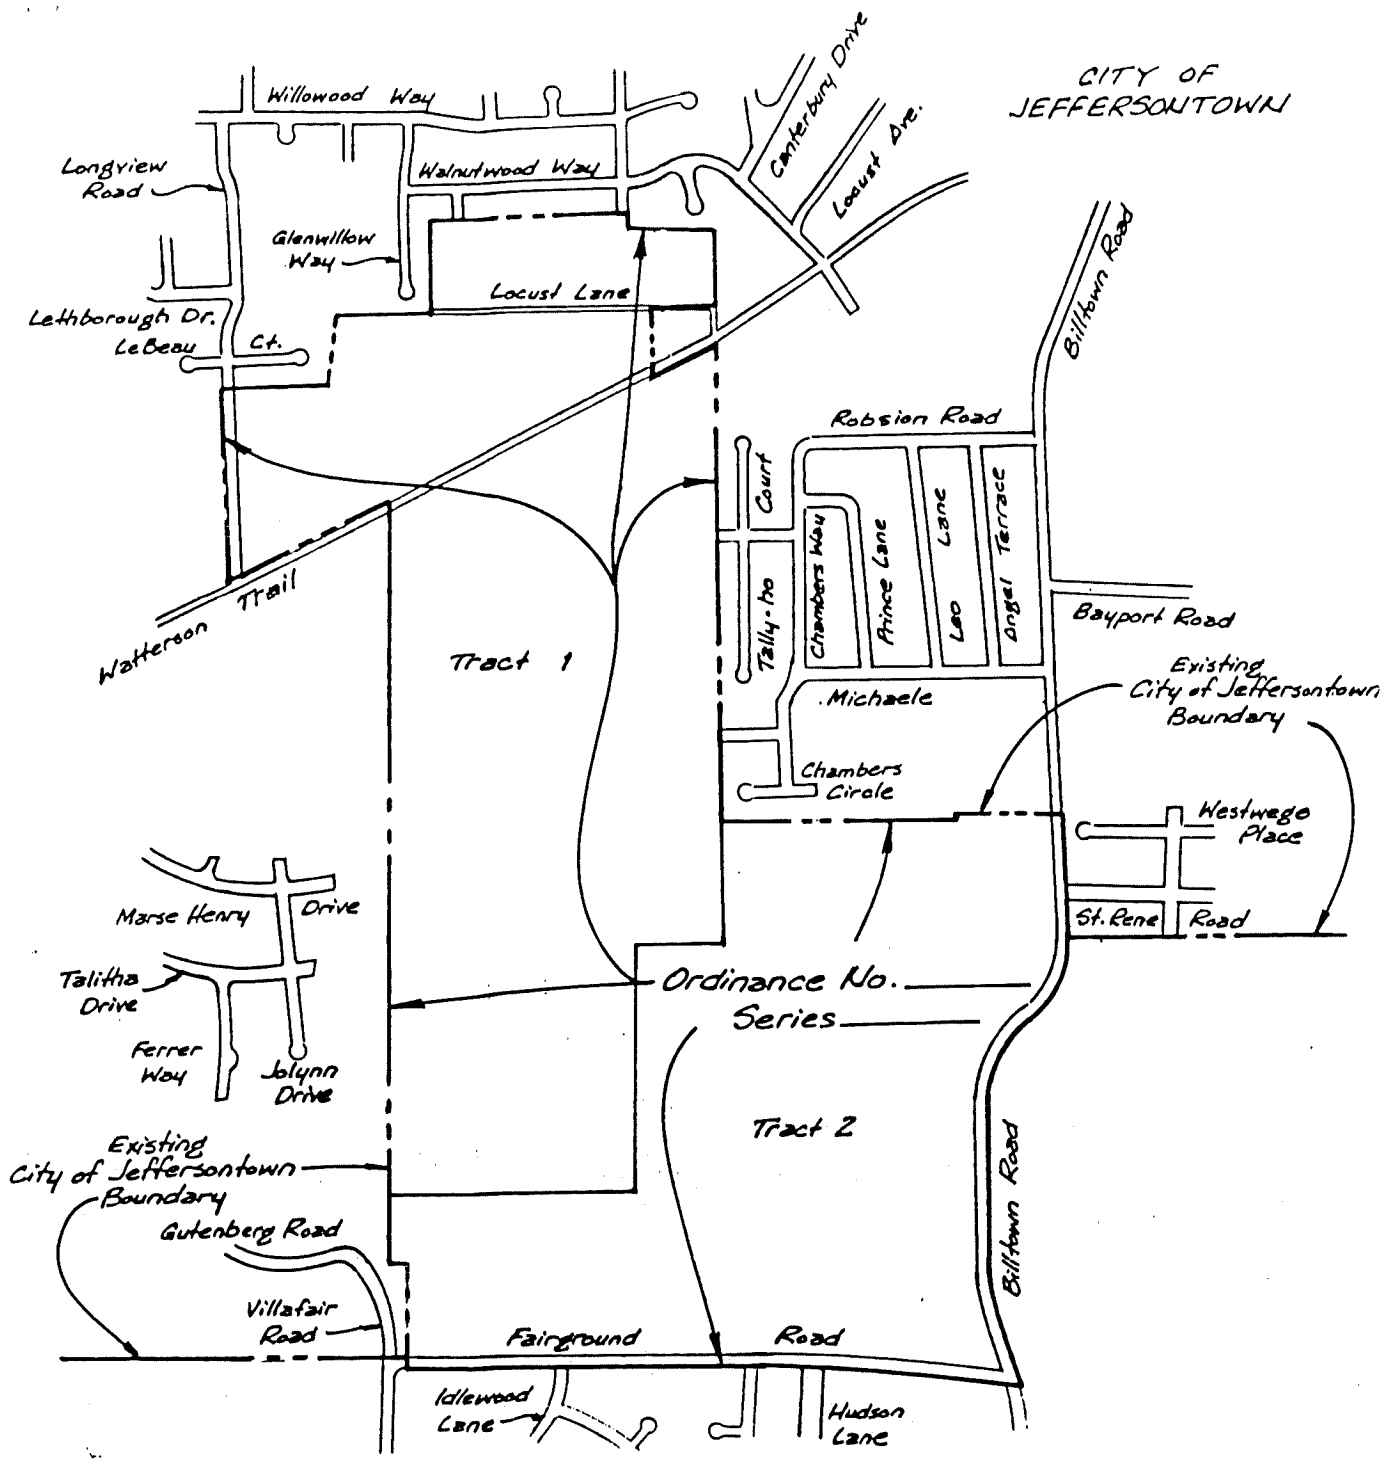 CITY OF
JEFFERSONTOWN
Willowood Way
Canterbury Drive
Locust Ave.
Longview
Road
Walnutwood Way
Glenwillow
Way
Billtown Road
Locust Lane
Lethborough Dr.
LeBeau Ct.
Robsion Road
Tally-ho Court
Chambers Way
Prince Lane
Leo Lane
Angel Terrace
Watterson Trail
Bayport Road
Tract 1
Michaele
Existing
City of Jeffersontown
Boundary
Chambers
Circle
Westwego
Place
Marse Henry Drive
St. Rene Road
Talitha
Drive
Ordinance No.
Series
Ferrer
Way
Jolynn
Drive
Tract 2
Existing
City of Jeffersontown
Boundary
Gutenberg Road
Billtown Road
Villafair
Road
Fairground Road
Idlewood
Lane
Hudson
Lane